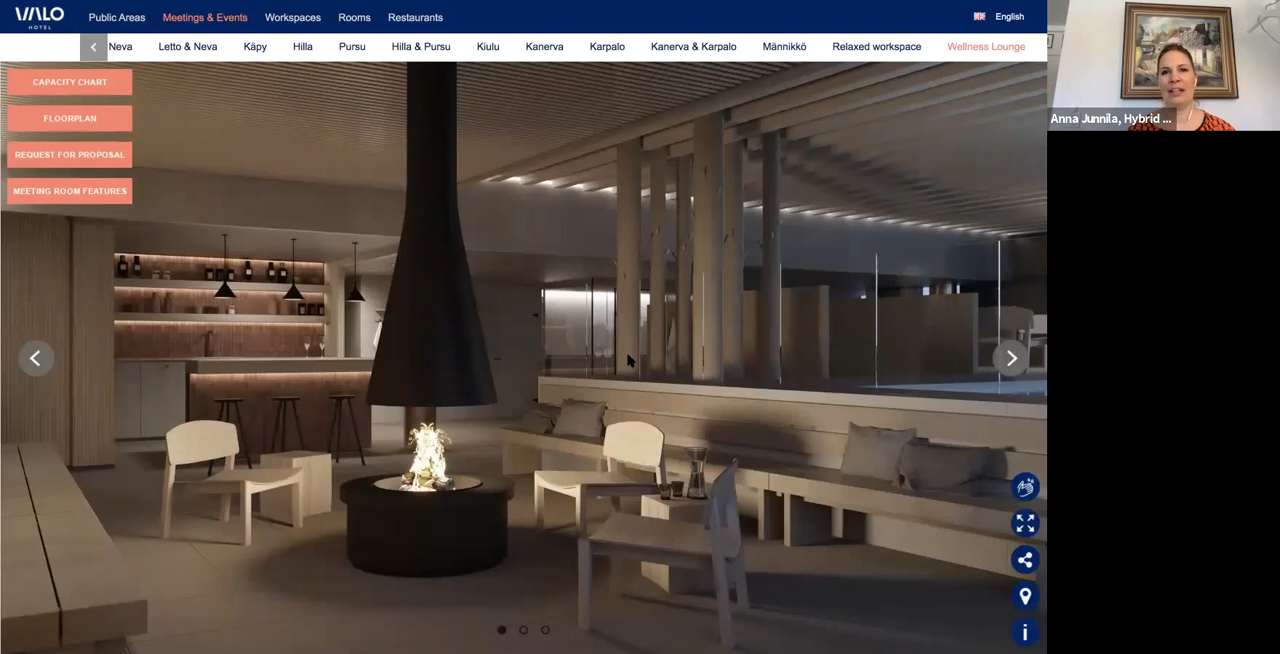 VALO
HOTEL
Public Areas
Meetings & Events
Workspaces
Rooms
Restaurants
English
Neva
Letto & Neva
Käpy
Hilla
Pursu
Hilla & Pursu
Kiulu
Kanerva
Karpalo
Kanerva & Karpalo
Männikkö
Relaxed workspace
Wellness Lounge
CAPACITY CHART
FLOORPLAN
REQUEST FOR PROPOSAL
MEETING ROOM FEATURES
Anna Junnila, Hybrid ...